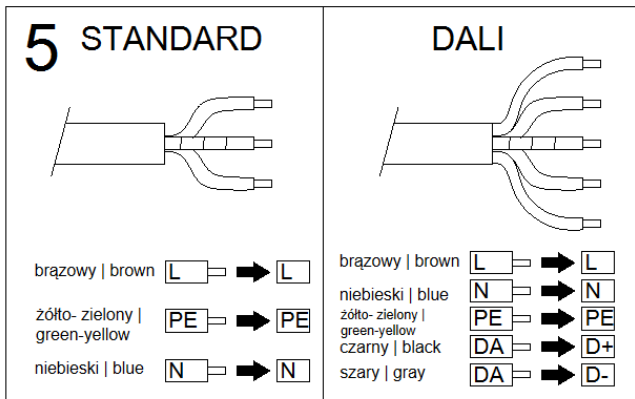 5 STANDARD
brązowy | brown L L
żółto- zielony |
green-yellow PE PE
niebieski | blue N N
DALI
brązowy | brown L L
niebieski | blue N N
żółto- zielony |
green-yellow PE PE
czarny | black DA D+
szary | gray DA D-